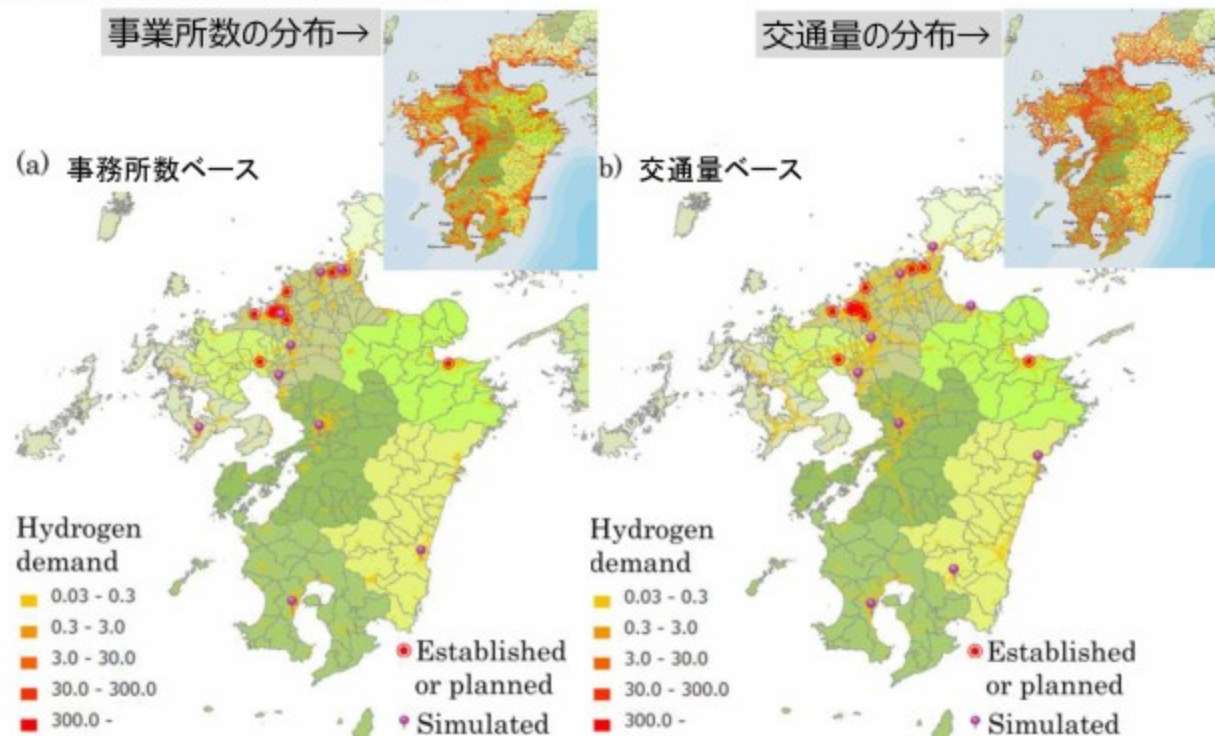 事業所数の分布→
交通量の分布→
(a) 事務所数ベース
b) 交通量ベース
Hydrogen
demand
0.03 - 0.3
0.3 - 3.0
3.0 - 30.0
30.0 - 300.0
300.0 -
Established
or planned
Simulated
Hydrogen
demand
0.03 - 0.3
0.3 - 3.0
3.0 - 30.0
30.0 - 300.0
300.0 -
Established
or planned
Simulated